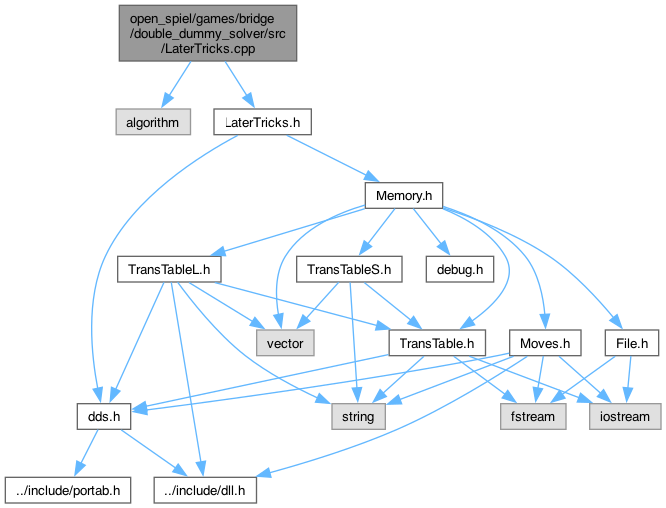 open_spiel/games/bridge
/double_dummy_solver/src
/LaterTricks.cpp
algorithm
LaterTricks.h
Memory.h
TransTableL.h
TransTableS.h
debug.h
vector
TransTable.h
Moves.h
File.h
dds.h
string
fstream
iostream
../include/portab.h
../include/dll.h